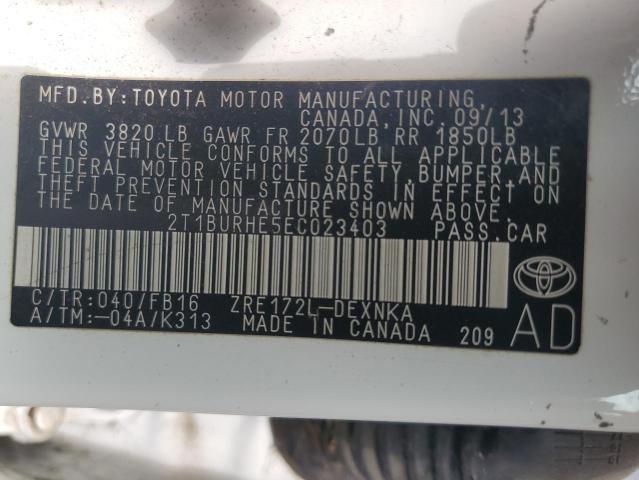 MFD.BY:TOYOTA MOTOR MANUFACTURING,
CANADA, INC. 09/13
GVWR 3820 LB GAWR FR 2070LB RR 1850LB
THIS VEHICLE CONFORMS TO ALL APPLICABLE
FEDERAL MOTOR VEHICLE SAFETY, BUMPER AND
THEFT PREVENTION STANDARDS IN EFFECT ON
THE DATE OF MANUFACTURE SHOWN ABOVE.
2T1BURHE5EC023403 PASS.CAR
C/TR:040/FB16 ZRE172L-DEXNKA
A/TM:-04A/K313 MADE IN CANADA 209 AD